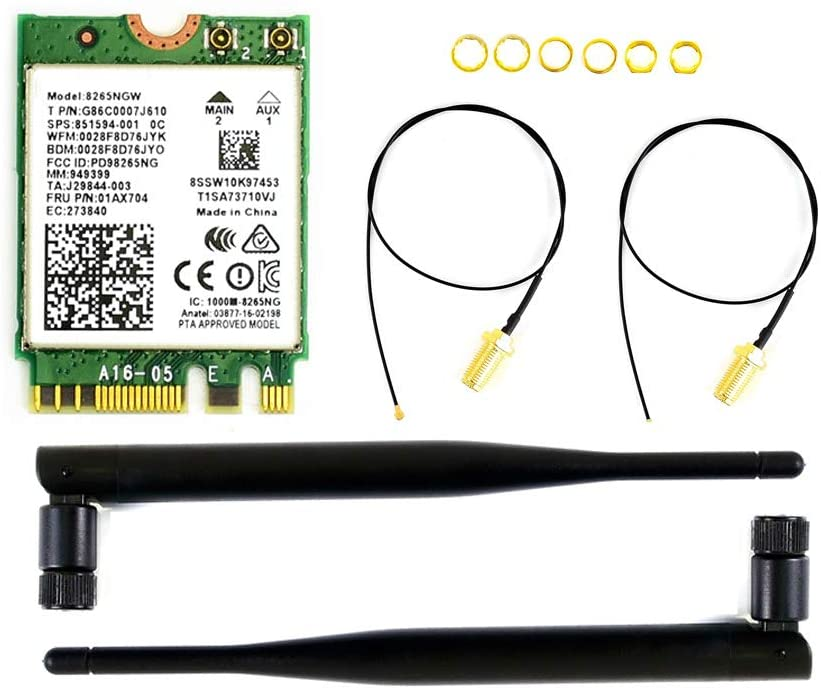 2 1
Model:8265NGW
T P/N:G86C0007J610
SPS:851594-001 0C
WFM:0028F8D76JYK
BDM:0028F8D76JYO
FCC ID:PD98265NG
MM:949399
TA:J29844-003
FRU P/N:01AX704
EC:273840
MAIN AUX
2 1
8SSW10K97453
T1SA73710VJ
Made in China
CE
IC: 1000M-8265NG
Anatel: 03877-16-02198
PTA APPROVED MODEL
A16-05 E A